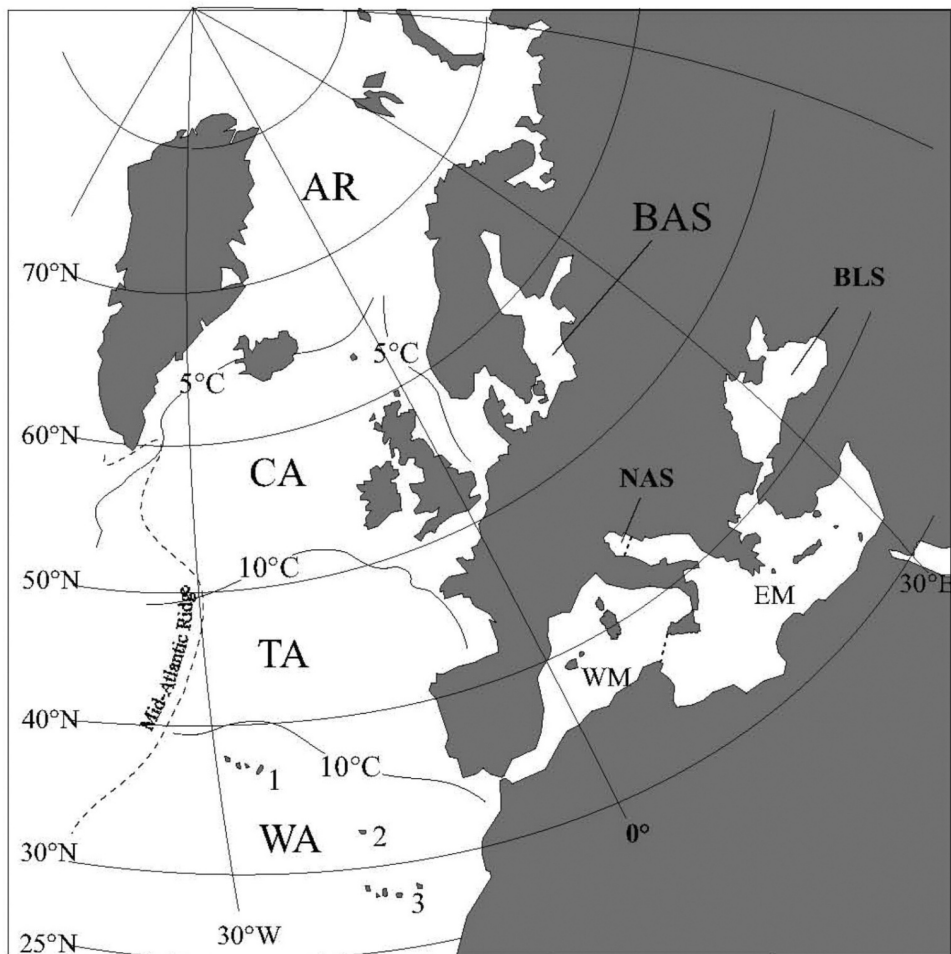 AR
BAS
70°N
BLS
5°C
5°C
60°N
CA
NAS
10°C
50°N
30°E
EM
Mid-Atlantic Ridge
TA
WM
40°N
10°C
1
WA
2
0°
30°N
3
30°W
25°N